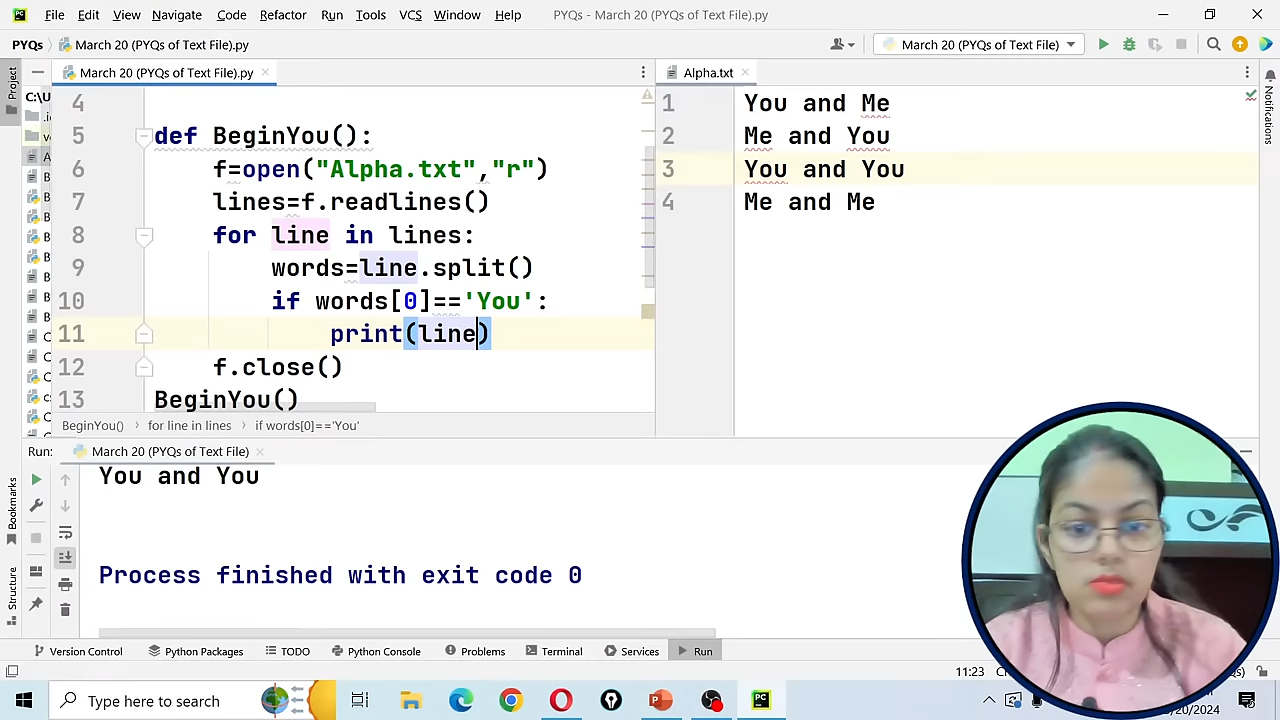 File Edit View Navigate Code Refactor Run Tools VCS Window Help PYQs - March 20 (PYQs of Text File).py
PYQs March 20 (PYQs of Text File).py
March 20 (PYQs of Text File)
Project
March 20 (PYQs of Text File).py
Alpha.txt
Notifications
C:\U
4
5 def BeginYou():
6 f=open("Alpha.txt","r")
7 lines=f.readlines()
8 for line in lines:
9 words=line.split()
10 if words[0]=='You':
11 print(line)
12 f.close()
13 BeginYou()
BeginYou() for line in lines if words[0]=='You'
1 You and Me
2 Me and You
3 You and You
4 Me and Me
Run: March 20 (PYQs of Text File)
You and You
Process finished with exit code 0
Bookmarks
Structure
Version Control Python Packages TODO Python Console Problems Terminal Services Run
11:23
Type here to search